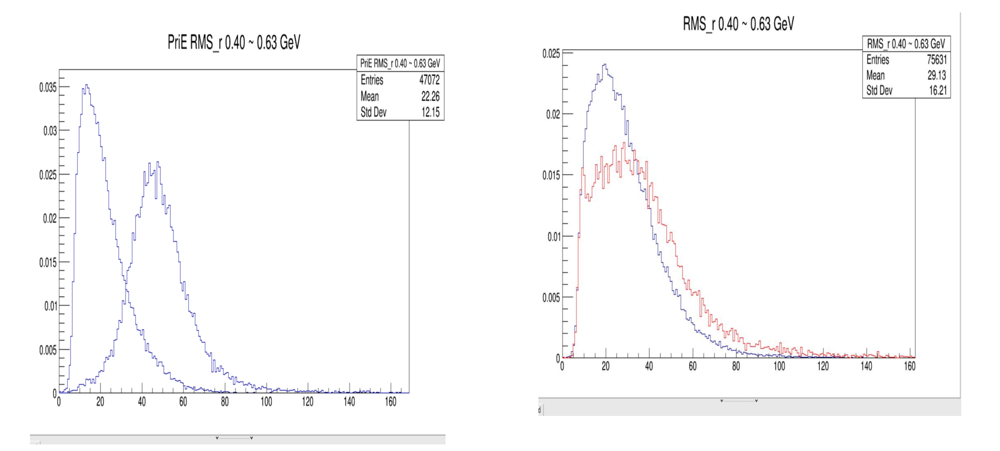 PriE RMS_r 0.40 ~ 0.63 GeV
PriE RMS_r 0.40 ~ 0.63 GeV
Entries 47072
Mean 22.26
Std Dev 12.15
0.035
0.03
0.025
0.02
0.015
0.01
0.005
0
0 20 40 60 80 100 120 140 160
RMS_r 0.40 ~ 0.63 GeV
RMS_r 0.40 ~ 0.63 GeV
Entries 75631
Mean 29.13
Std Dev 16.21
0.025
0.02
0.015
0.01
0.005
0
0 20 40 60 80 100 120 140 160
d